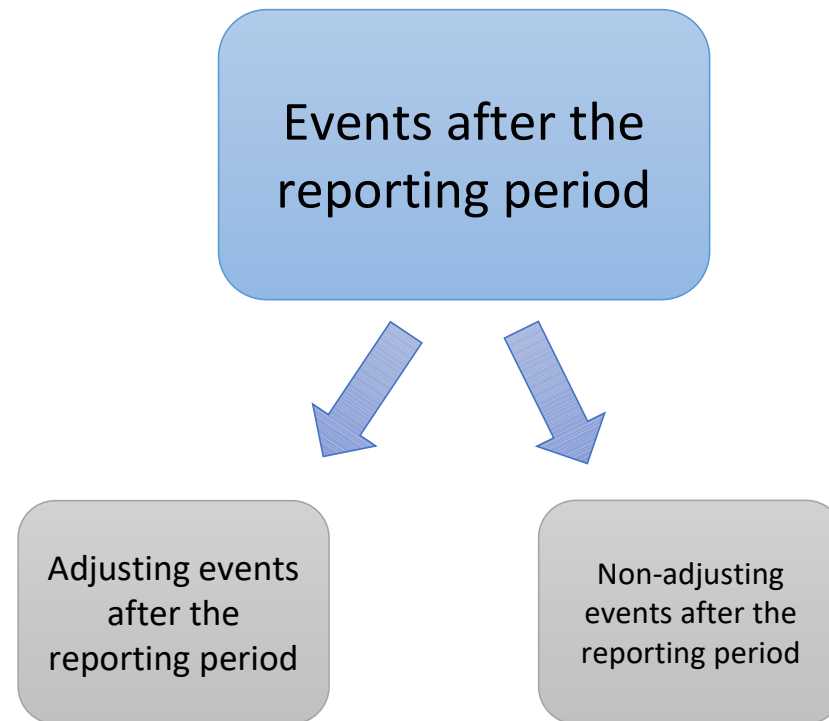 Events after the
reporting period
Adjusting events
after the
reporting period
Non-adjusting
events after the
reporting period